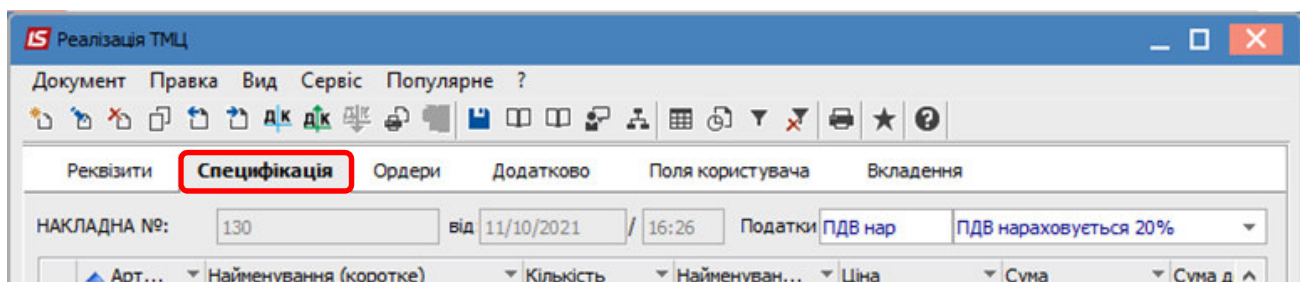 IS Реалізація ТМЦ
Документ Правка Вид Сервіс Популярне ?
Реквізити Специфікація Ордери Додатково Поля користувача Вкладення
НАКЛАДНА №: 130 від 11/10/2021 / 16:26 Податки ПДВ нар ПДВ нараховується 20%
Арт... Найменування (коротке) Кількість Найменуван... Ціна Сума Сума д